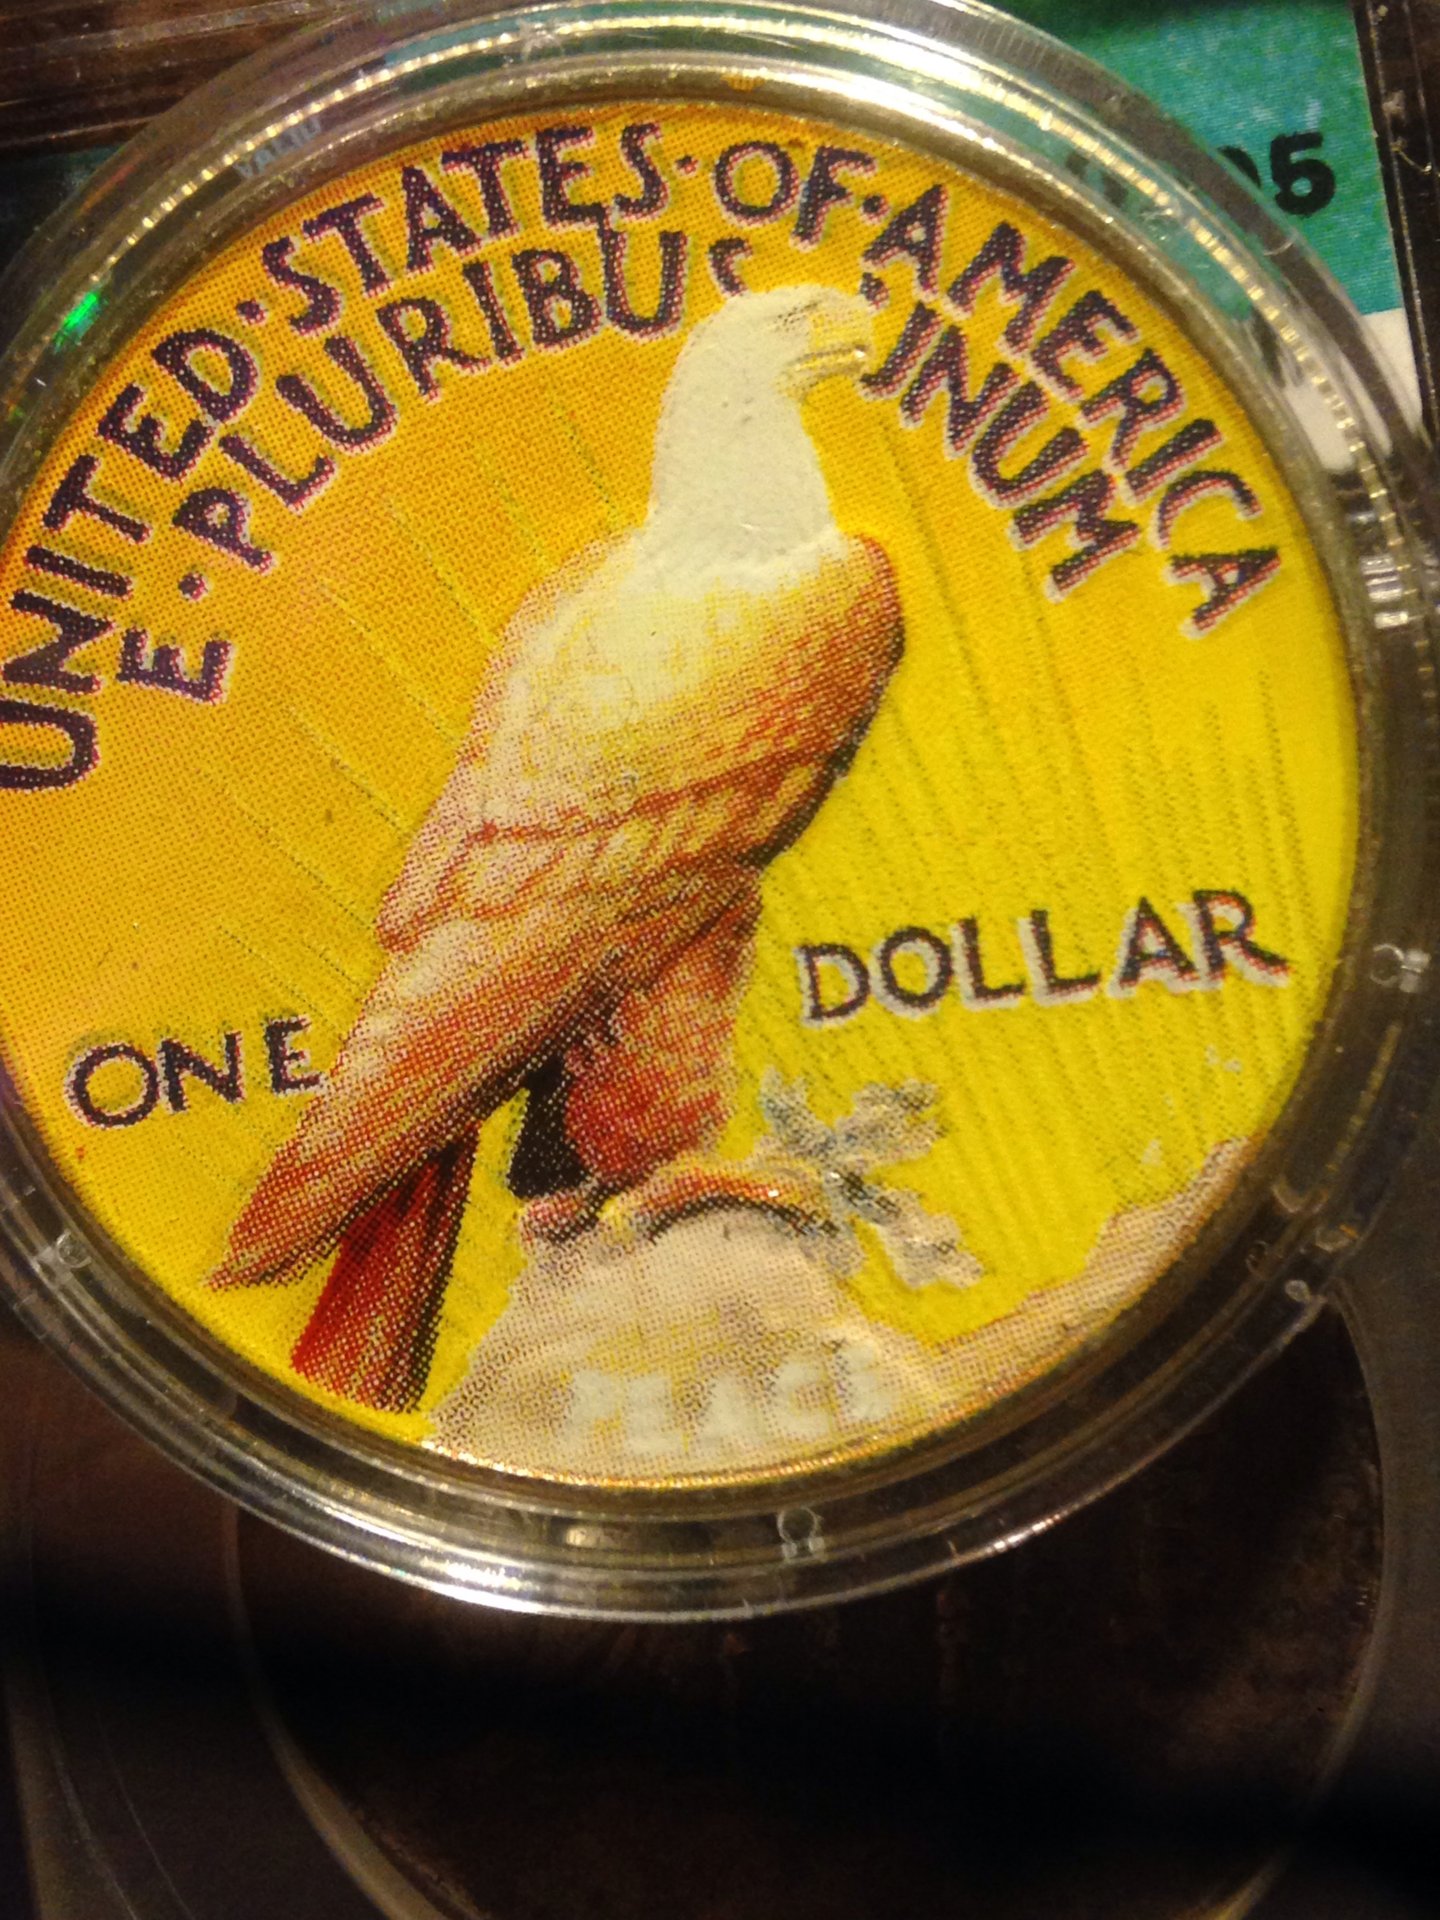 UNITED·STATES·OF·AMERICA
E·PLURIBUS UNUM
ONE DOLLAR
PEACE